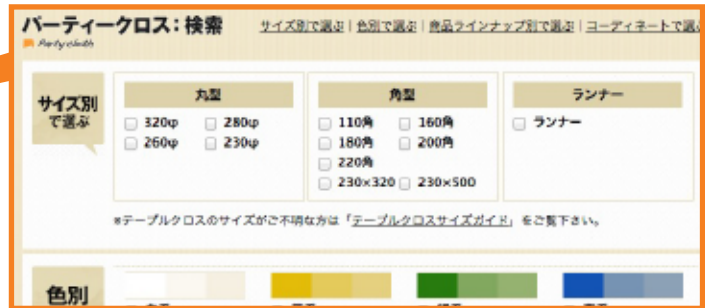 パーティークロス：検索
サイズ別で選ぶ｜色別で選ぶ｜商品ラインナップ別で選ぶ｜コーディネートで選
Party cloth
サイズ別
で選ぶ
丸型
320φ 280φ
260φ 230φ
角型
110角 160角
180角 200角
220角
230×320 230×500
ランナー
ランナー
※テーブルクロスのサイズがご不明な方は「テーブルクロスサイズガイド」をご覧下さい。
色別